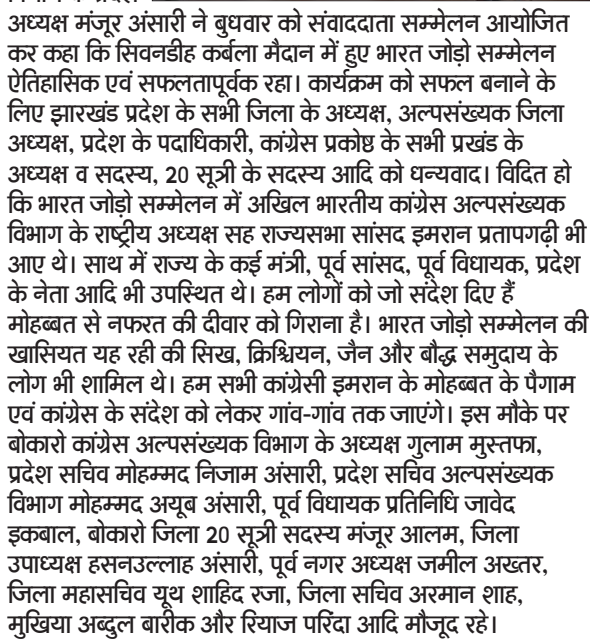 अध्यक्ष मंजूर अंसारी ने बुधवार को संवाददाता सम्मेलन आयोजित
कर कहा कि सिवनडीह कर्बला मैदान में हुए भारत जोड़ो सम्मेलन
ऐतिहासिक एवं सफलतापूर्वक रहा। कार्यक्रम को सफल बनाने के
लिए झारखंड प्रदेश के सभी जिला के अध्यक्ष, अल्पसंख्यक जिला
अध्यक्ष, प्रदेश के पदाधिकारी, कांग्रेस प्रकोष्ठ के सभी प्रखंड के
अध्यक्ष व सदस्य, 20 सूत्री के सदस्य आदि को धन्यवाद। विदित हो
कि भारत जोड़ो सम्मेलन में अखिल भारतीय कांग्रेस अल्पसंख्यक
विभाग के राष्ट्रीय अध्यक्ष सह राज्यसभा सांसद इमरान प्रतापगढ़ी भी
आए थे। साथ में राज्य के कई मंत्री, पूर्व सांसद, पूर्व विधायक, प्रदेश
के नेता आदि भी उपस्थित थे। हम लोगों को जो संदेश दिए हैं
मोहब्बत से नफरत की दीवार को गिराना है। भारत जोड़ो सम्मेलन की
खासियत यह रही की सिख, क्रिश्चियन, जैन और बौद्ध समुदाय के
लोग भी शामिल थे। हम सभी कांग्रेसी इमरान के मोहब्बत के पैगाम
एवं कांग्रेस के संदेश को लेकर गांव-गांव तक जाएंगे। इस मौके पर
बोकारो कांग्रेस अल्पसंख्यक विभाग के अध्यक्ष गुलाम मुस्तफा,
प्रदेश सचिव मोहम्मद निजाम अंसारी, प्रदेश सचिव अल्पसंख्यक
विभाग मोहम्मद अयूब अंसारी, पूर्व विधायक प्रतिनिधि जावेद
इकबाल, बोकारो जिला 20 सूत्री सदस्य मंजूर आलम, जिला
उपाध्यक्ष हसनउल्लाह अंसारी, पूर्व नगर अध्यक्ष जमील अख्तर,
जिला महासचिव यूथ शाहिद रजा, जिला सचिव अरमान शाह,
मुखिया अब्दुल बारीक और रियाज परिंदा आदि मौजूद रहे।